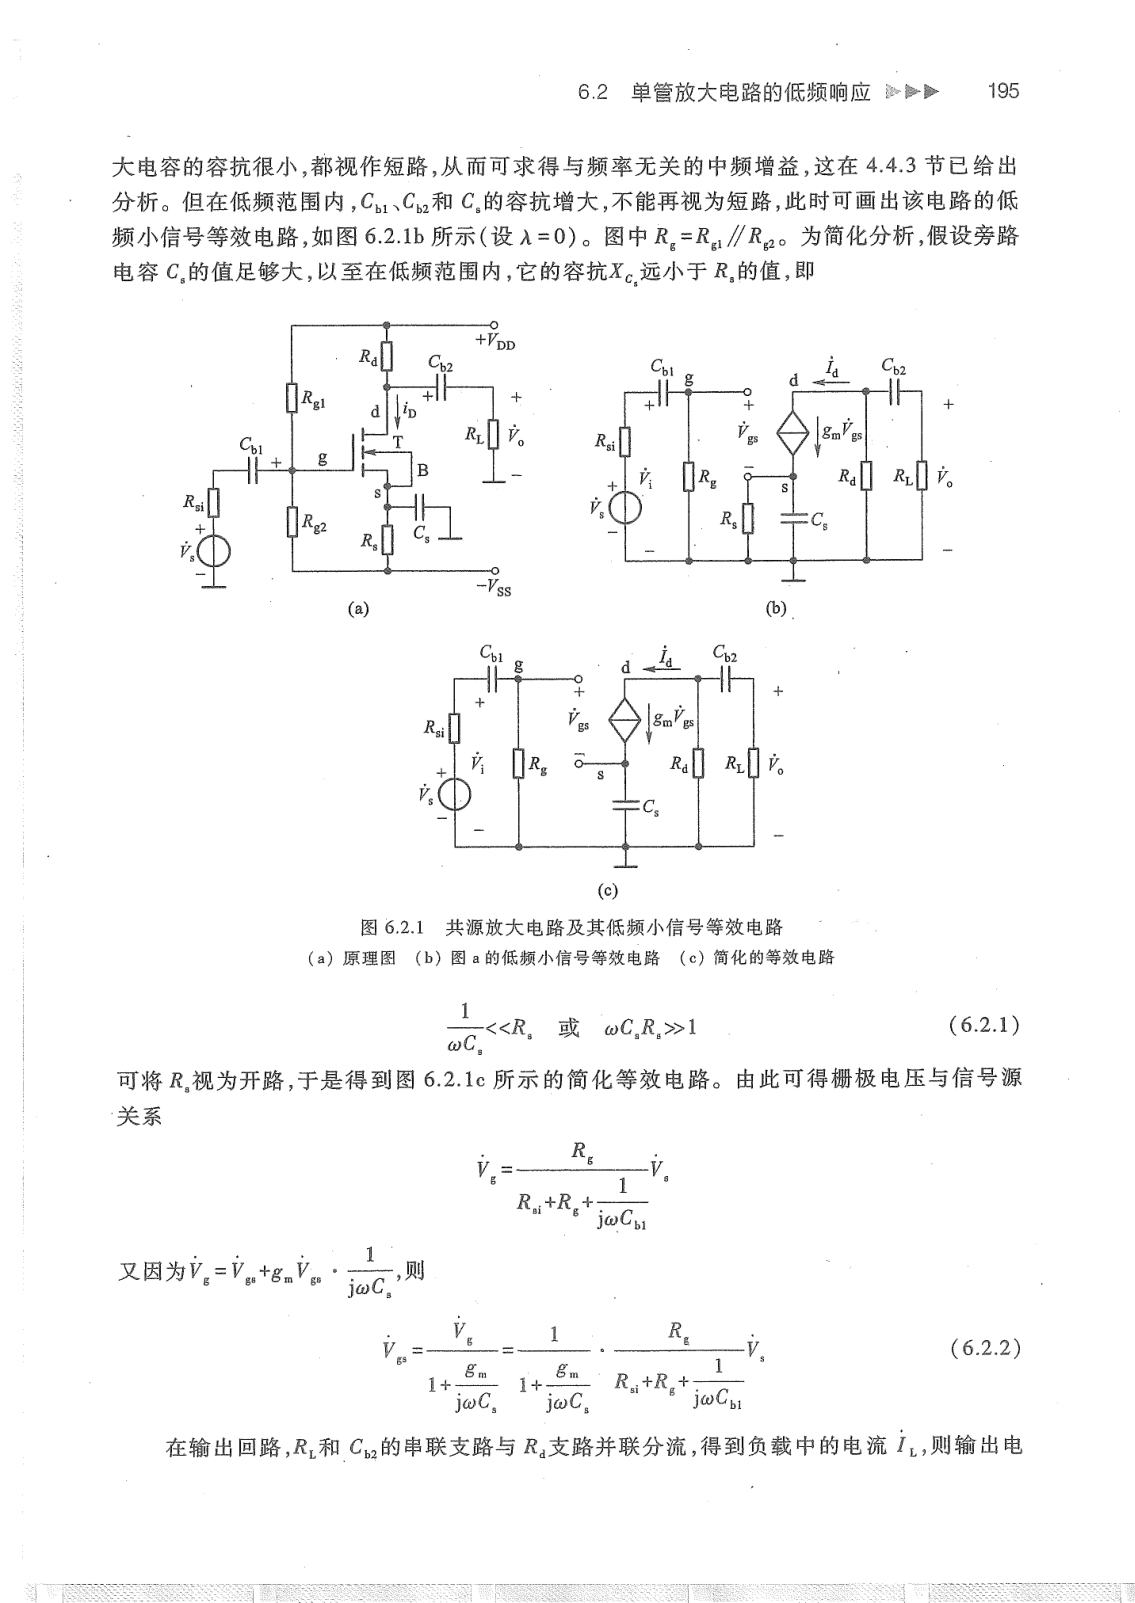 6.2 单管放大电路的低频响应 195
大电容的容抗很小,都视作短路,从而可求得与频率无关的中频增益,这在 4.4.3 节已给出
分析。但在低频范围内,C_b1、C_b2和 C_s的容抗增大,不能再视为短路,此时可画出该电路的低
频小信号等效电路,如图 6.2.1b 所示(设 λ=0)。图中 R_g=R_g1∥R_g2。为简化分析,假设旁路
电容 C_s的值足够大,以至在低频范围内,它的容抗X_Cs远小于 R_s的值,即
+V_DD
R_d C_b2
R_g1 d i_D + +
C_b1 + g T R_L V̇_o
B
R_si s −
+ R_g2 R_s C_s
V̇_s
−
−V_SS
(a)
C_b1 g d İ_d C_b2
+ + +
R_si V̇_gs g_mV̇_gs
+ V̇_i R_g − s R_d R_L V̇_o
V̇_s R_s C_s
− − −
(b)
C_b1 g d İ_d C_b2
+ + +
R_si V̇_gs g_mV̇_gs
+ V̇_i R_g − s R_d R_L V̇_o
V̇_s C_s
− − −
(c)
图 6.2.1 共源放大电路及其低频小信号等效电路
(a) 原理图 (b) 图 a 的低频小信号等效电路 (c) 简化的等效电路
1/(ωC_s)<<R_s 或 ωC_sR_s≫1 (6.2.1)
可将 R_s视为开路,于是得到图 6.2.1c 所示的简化等效电路。由此可得栅极电压与信号源
关系
V̇_g=R_g/(R_si+R_g+1/(jωC_b1)) V̇_s
又因为V̇_g=V̇_gs+g_mV̇_gs·1/(jωC_s),则
V̇_gs=V̇_g/(1+g_m/(jωC_s))=1/(1+g_m/(jωC_s))·R_g/(R_si+R_g+1/(jωC_b1)) V̇_s (6.2.2)
在输出回路,R_L和 C_b2的串联支路与 R_d支路并联分流,得到负载中的电流 İ_L,则输出电